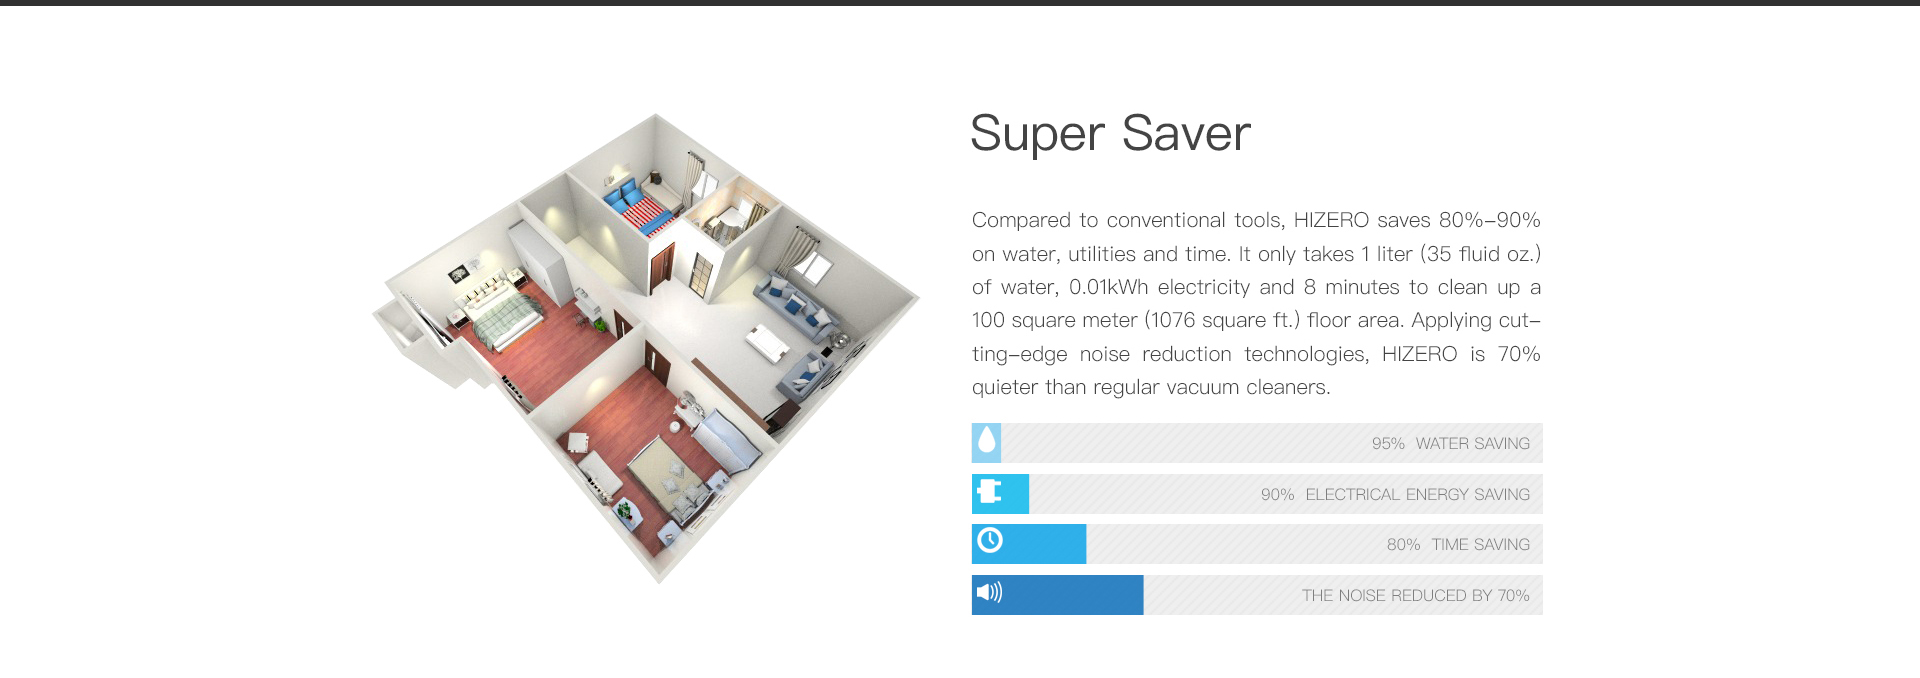 Super Saver
Compared to conventional tools, HIZERO saves 80%-90%
on water, utilities and time. It only takes 1 liter (35 fluid oz.)
of water, 0.01kWh electricity and 8 minutes to clean up a
100 square meter (1076 square ft.) floor area. Applying cut-
ting-edge noise reduction technologies, HIZERO is 70%
quieter than regular vacuum cleaners.
95% WATER SAVING
90% ELECTRICAL ENERGY SAVING
80% TIME SAVING
THE NOISE REDUCED BY 70%